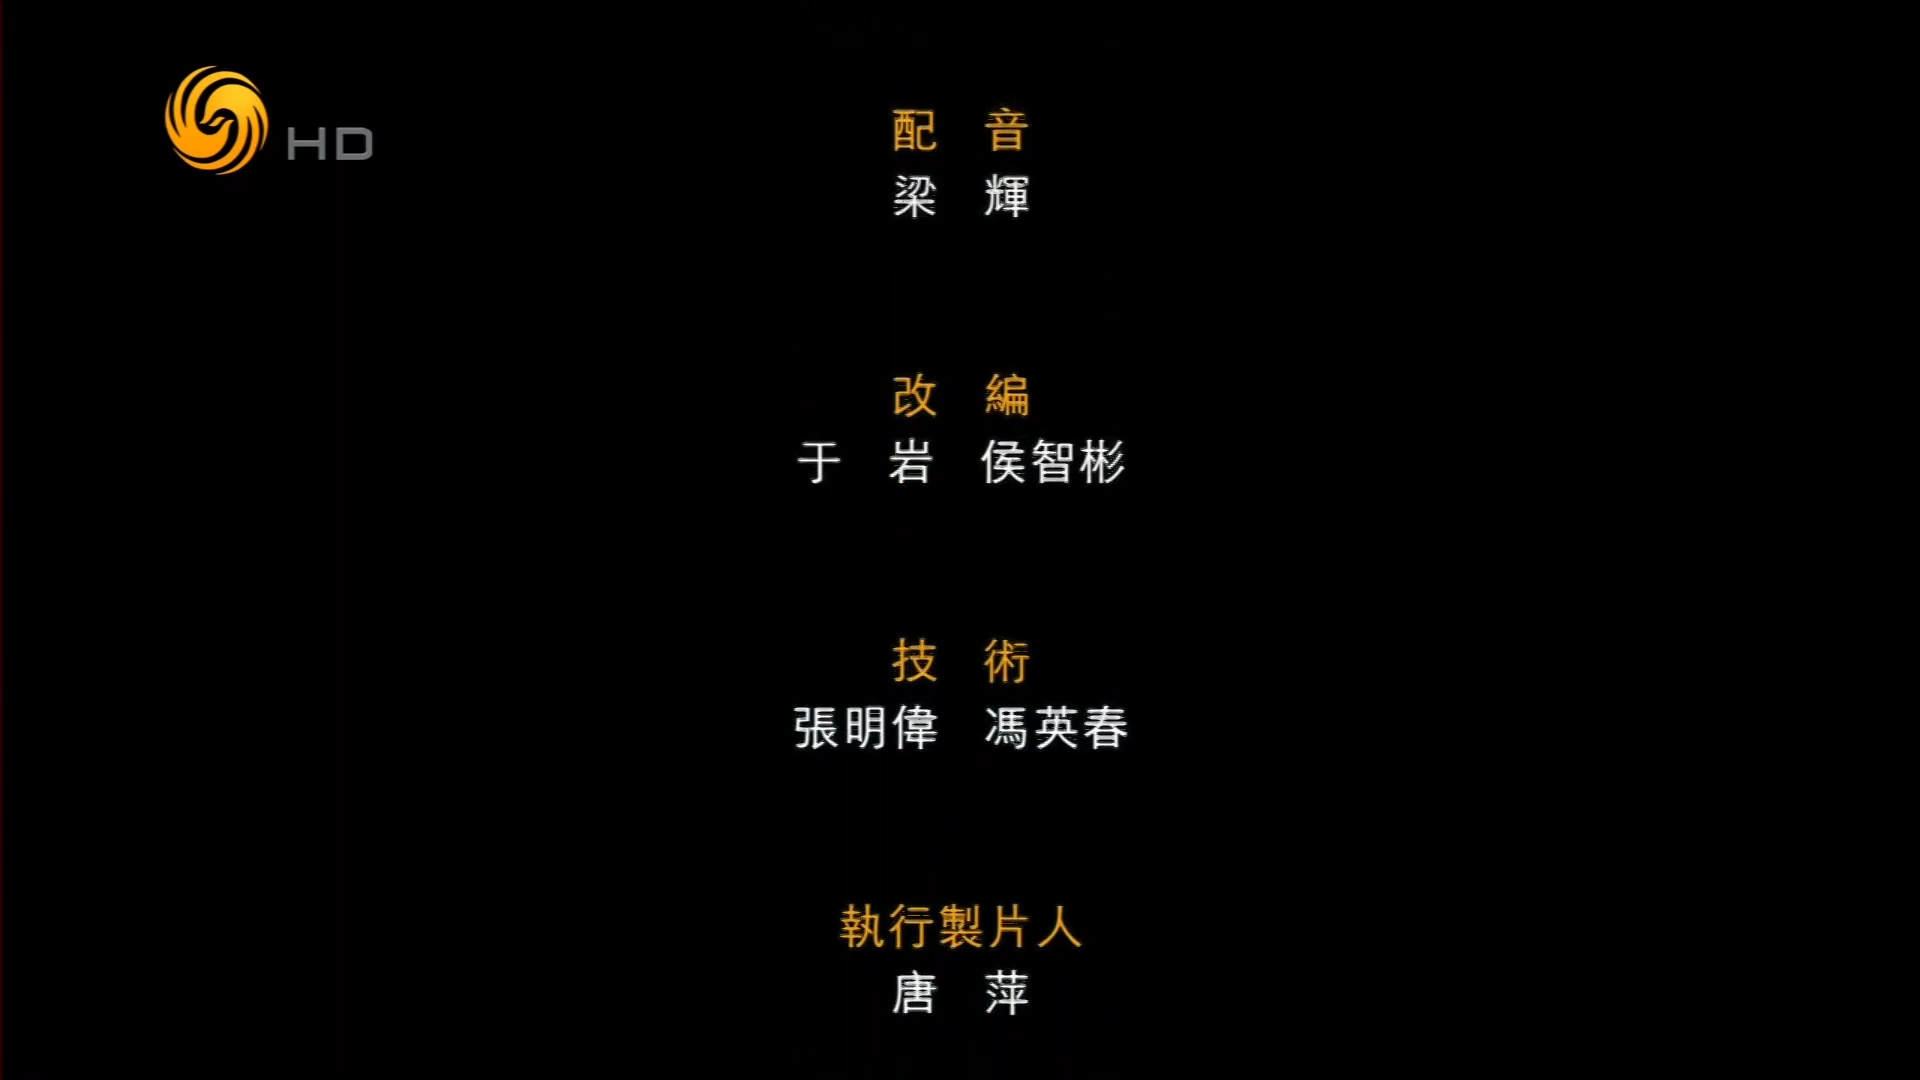 HD
配 音
梁 輝
改 編
于 岩 侯智彬
技 術
張明偉 馮英春
執行製片人
唐 萍